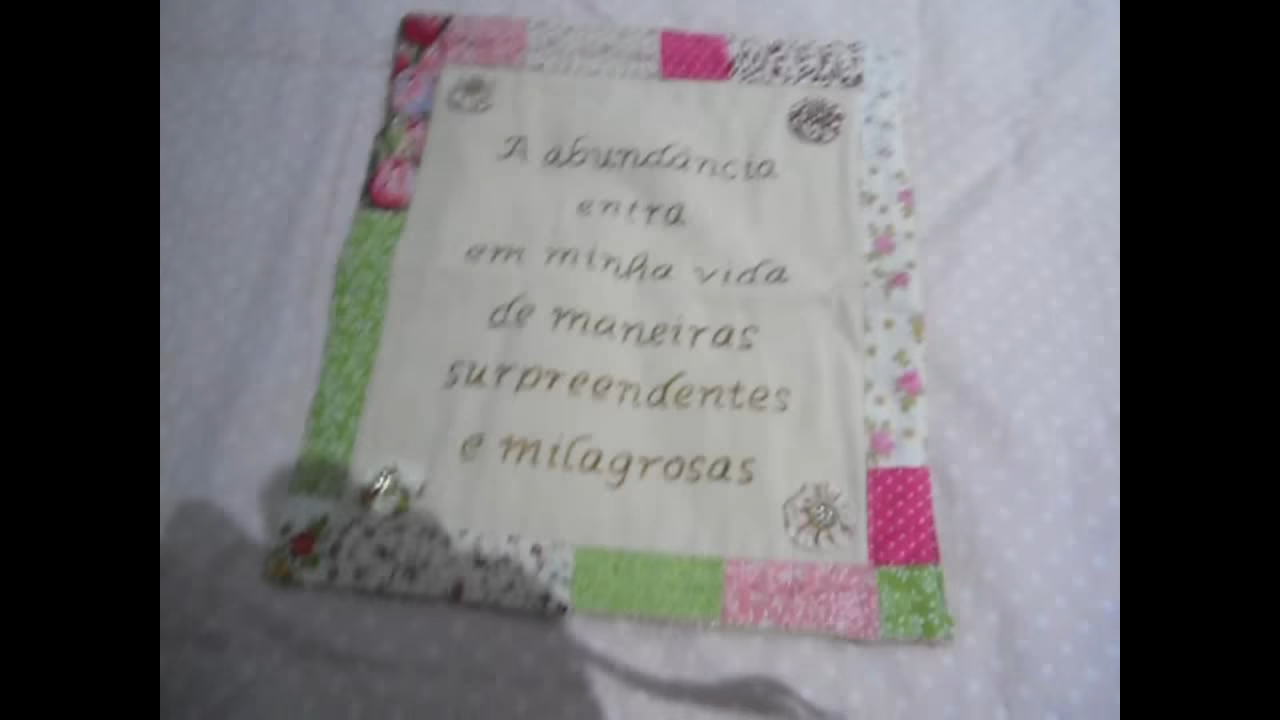 A abundância
entra
em minha vida
de maneiras
surpreendentes
e milagrosas